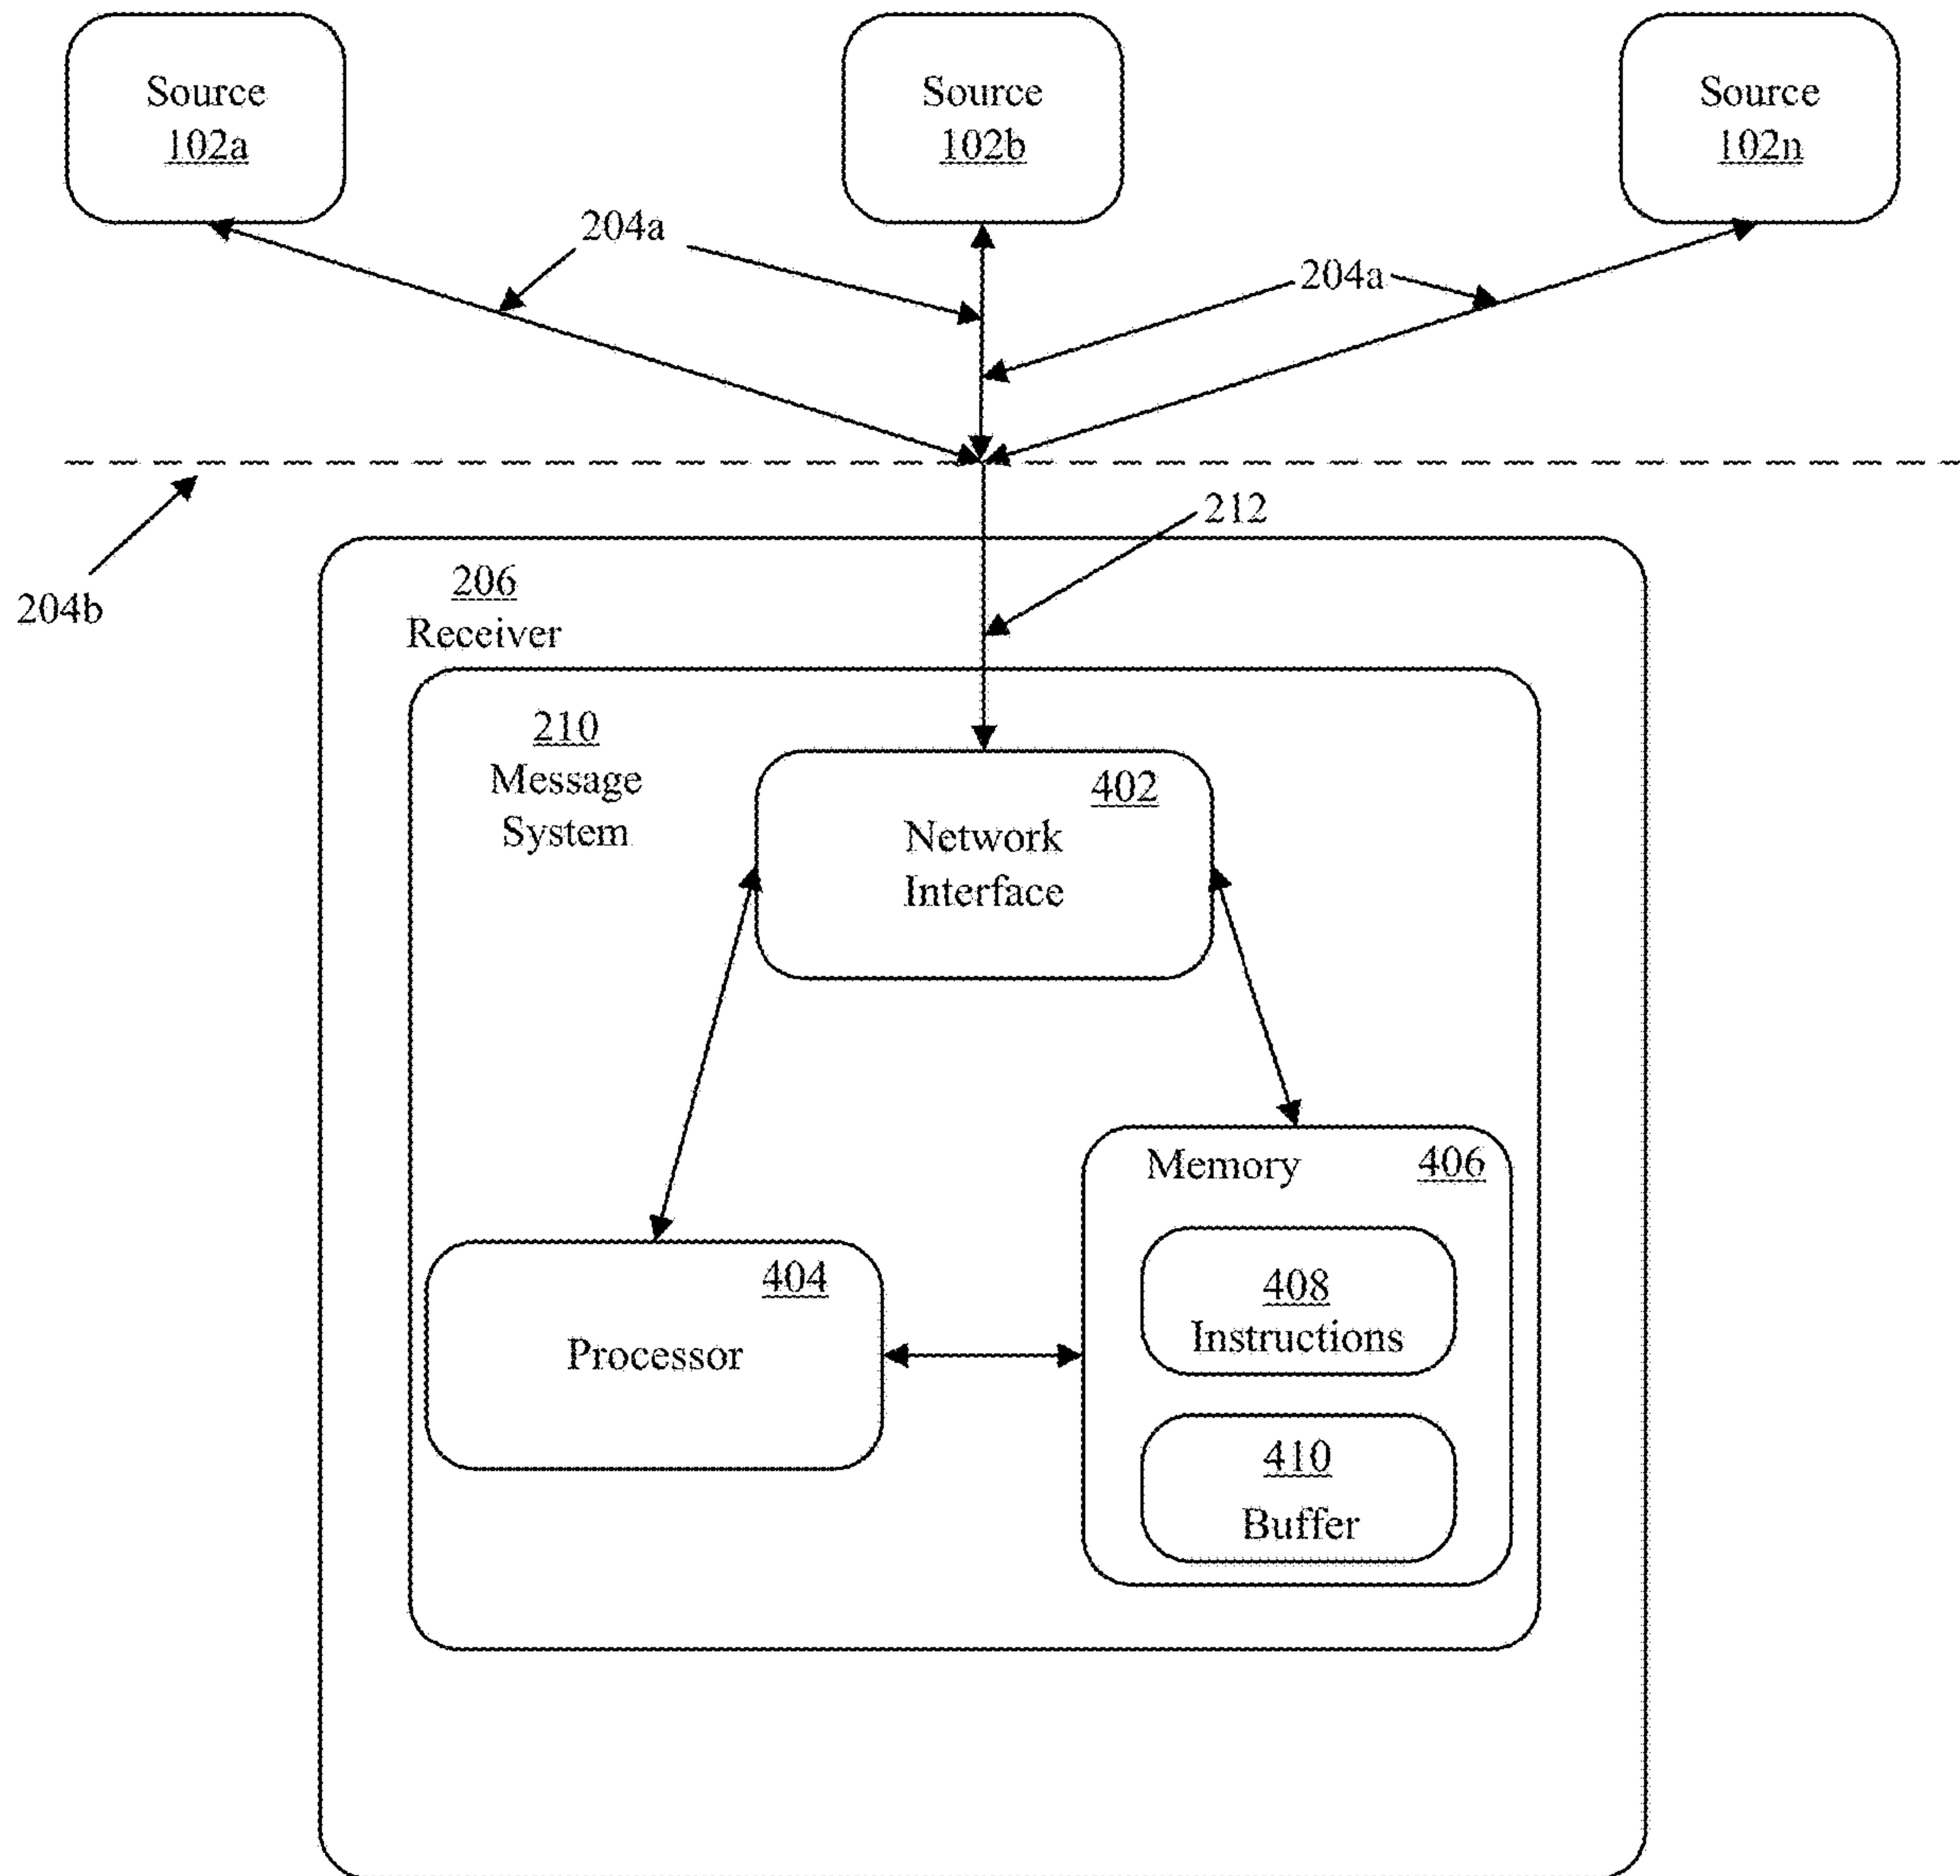 Source
102a
Source
102b
Source
102n
204a
204a
204b
212
206
Receiver
210
Message
System
402
Network
Interface
Memory
406
404
Processor
408
Instructions
410
Buffer